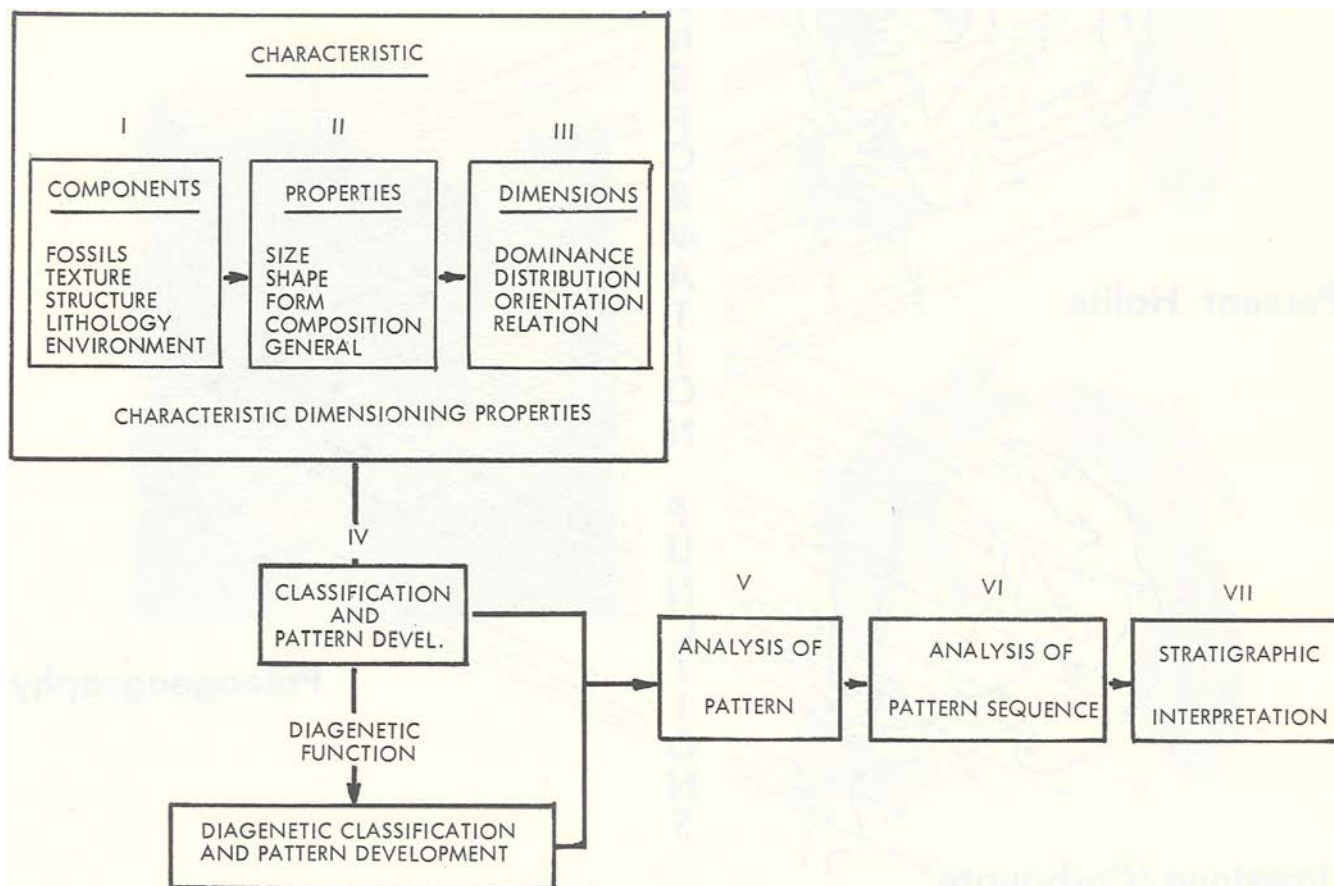 CHARACTERISTIC
I
II
III
COMPONENTS
FOSSILS
TEXTURE
STRUCTURE
LITHOLOGY
ENVIRONMENT
PROPERTIES
SIZE
SHAPE
FORM
COMPOSITION
GENERAL
DIMENSIONS
DOMINANCE
DISTRIBUTION
ORIENTATION
RELATION
CHARACTERISTIC DIMENSIONING PROPERTIES
IV
CLASSIFICATION
AND
PATTERN DEVEL.
DIAGENETIC
FUNCTION
DIAGENETIC CLASSIFICATION
AND PATTERN DEVELOPMENT
V
ANALYSIS OF
PATTERN
VI
ANALYSIS OF
PATTERN SEQUENCE
VII
STRATIGRAPHIC
INTERPRETATION
Percent Halite
Paleogeography